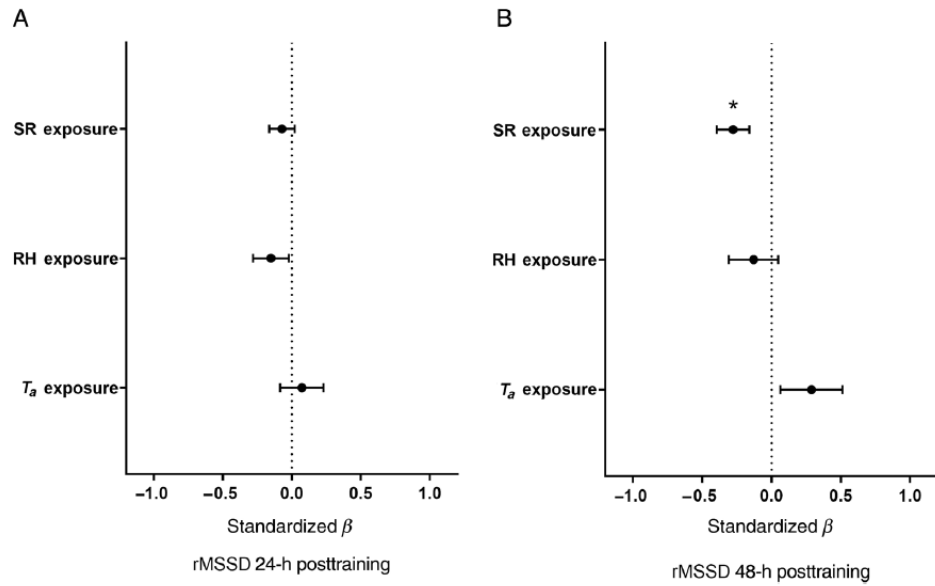 A
SR exposure
RH exposure
Ta exposure
−1.0 −0.5 0.0 0.5 1.0
Standardized β
rMSSD 24-h posttraining
B
*
SR exposure
RH exposure
Ta exposure
−1.0 −0.5 0.0 0.5 1.0
Standardized β
rMSSD 48-h posttraining